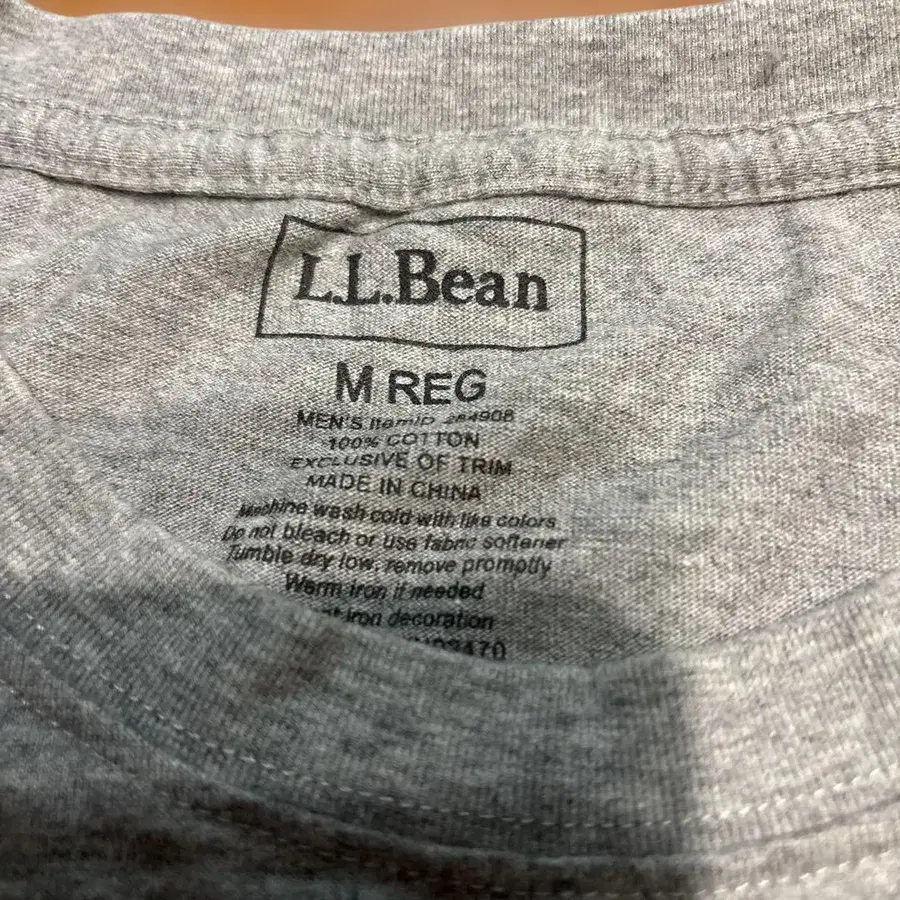 L.L.Bean
M REG
MEN'S ItemID
100% COTTON
EXCLUSIVE OF TRIM
MADE IN CHINA
Machine wash cold with like colors
Do not bleach or use fabric softener
Tumble dry low, remove promptly
Warm iron if needed
iron decoration